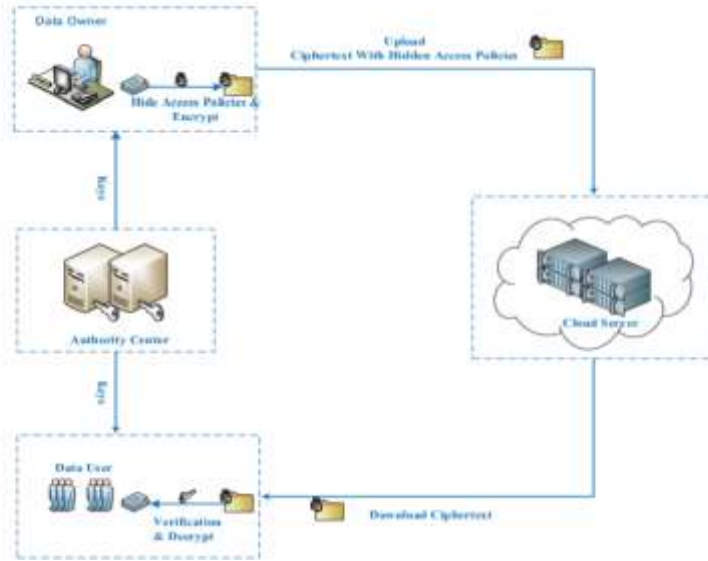 Data Owner
Upload
Ciphertext With Hidden Access Policies
Hide Access Policies &
Encrypt
Keys
Authority Center
Cloud Server
Keys
Data User
Verification
& Decrypt
Download Ciphertext